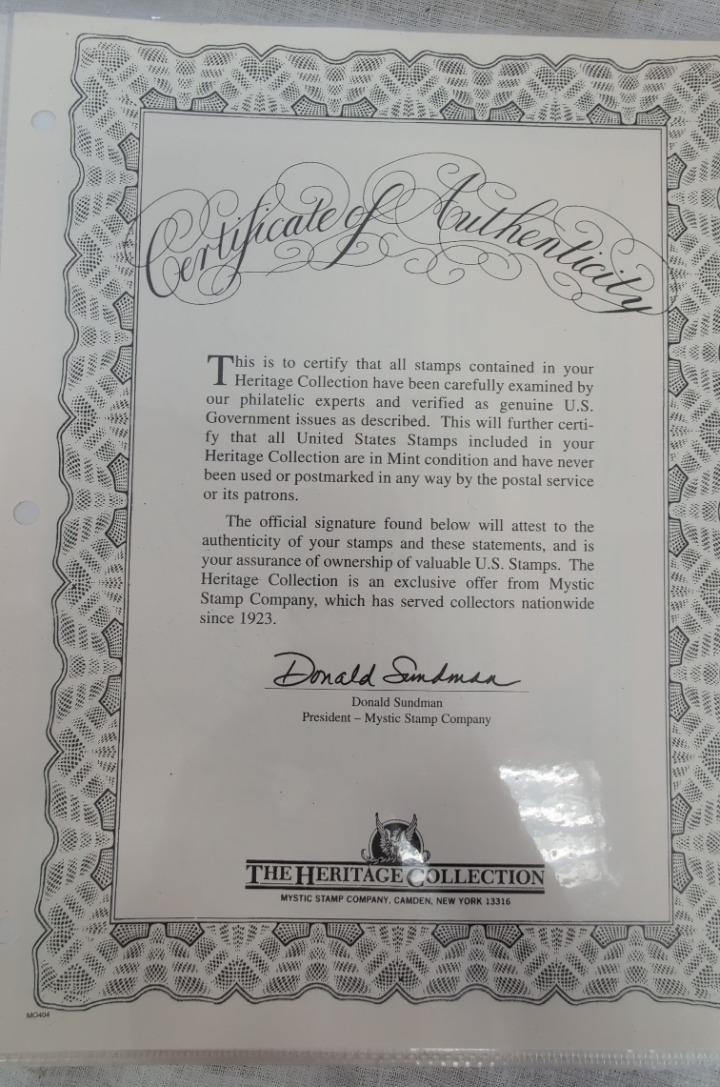 Certificate of Authenticity
This is to certify that all stamps contained in your
Heritage Collection have been carefully examined by
our philatelic experts and verified as genuine U.S.
Government issues as described. This will further certi-
fy that all United States Stamps included in your
Heritage Collection are in Mint condition and have never
been used or postmarked in any way by the postal service
or its patrons.
The official signature found below will attest to the
authenticity of your stamps and these statements, and is
your assurance of ownership of valuable U.S. Stamps. The
Heritage Collection is an exclusive offer from Mystic
Stamp Company, which has served collectors nationwide
since 1923.
Donald Sundman
Donald Sundman
President – Mystic Stamp Company
THE HERITAGE COLLECTION
MYSTIC STAMP COMPANY, CAMDEN, NEW YORK 13316
MC404